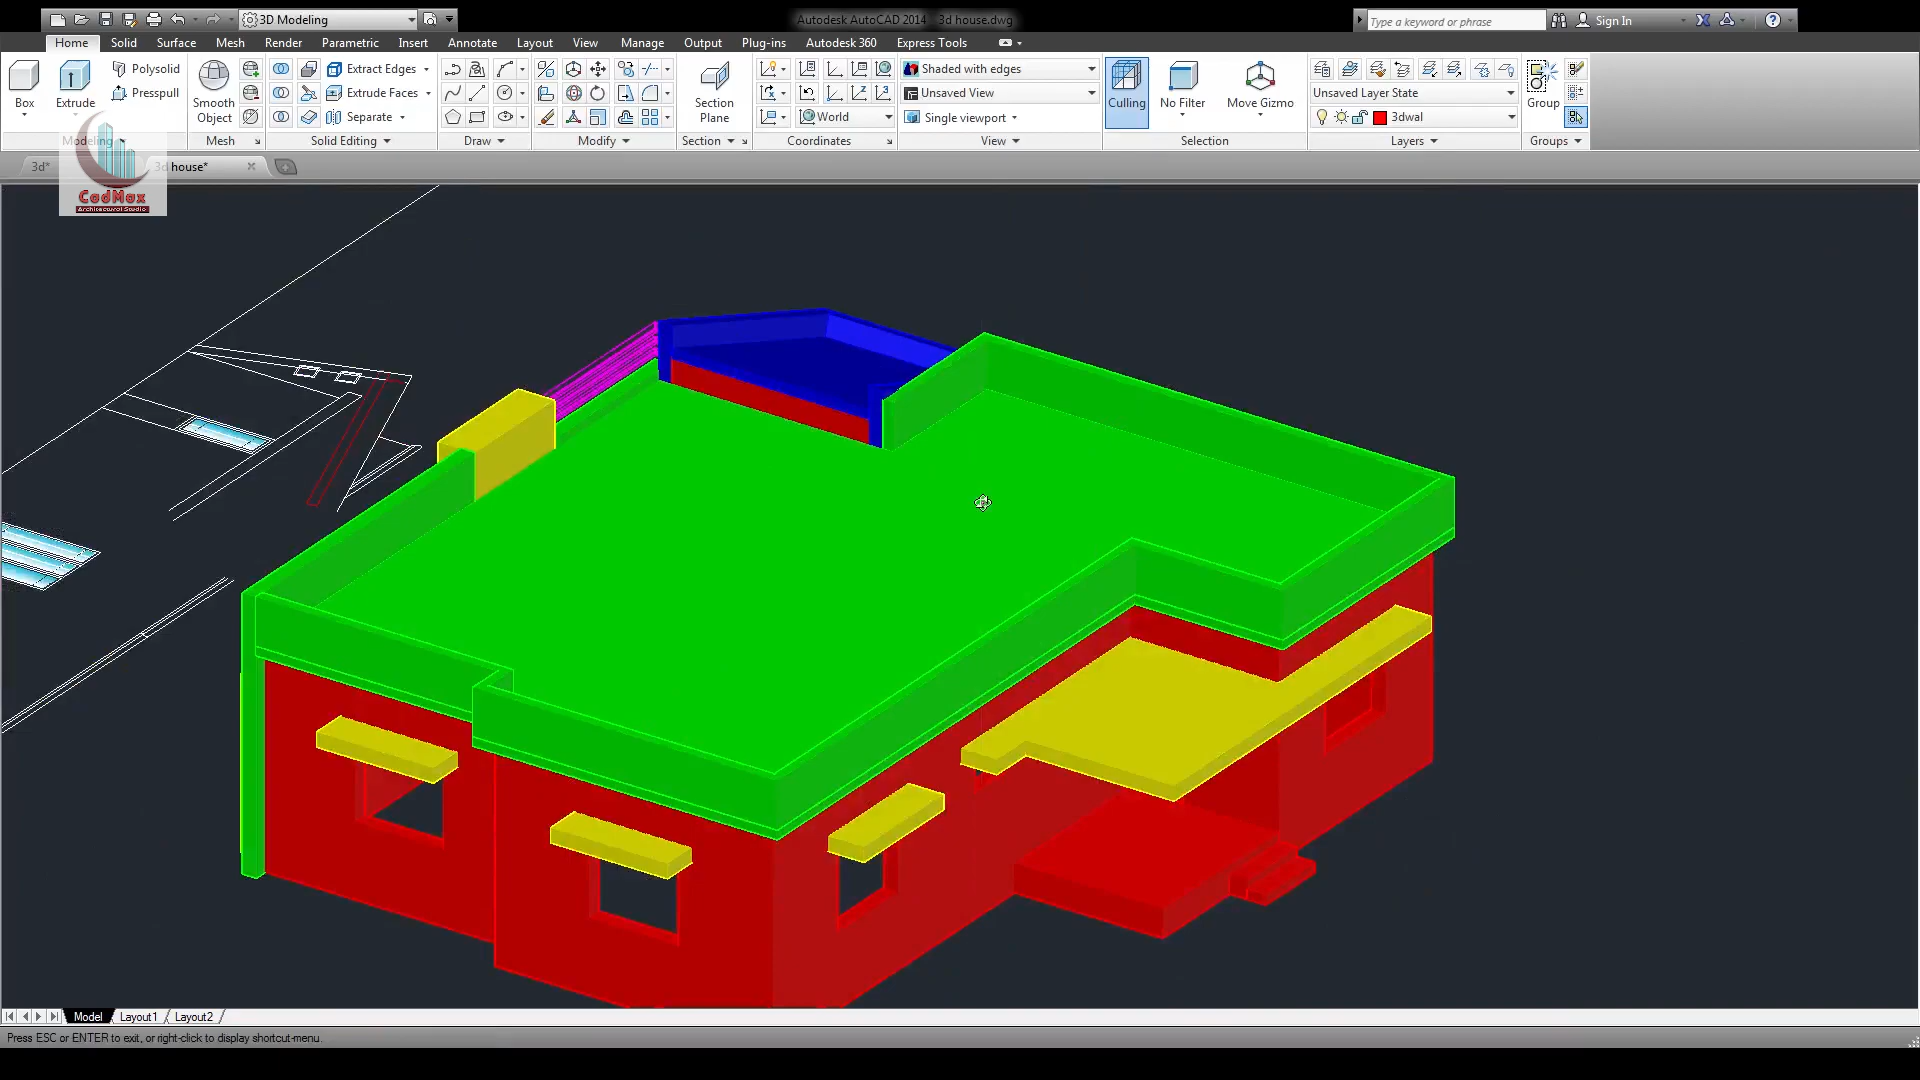 3D Modeling
Autodesk AutoCAD 2014 3d house.dwg
Type a keyword or phrase
Sign In
Home Solid Surface Mesh Render Parametric Insert Annotate Layout View Manage Output Plug-ins Autodesk 360 Express Tools
Box
Extrude
Polysolid
Presspull
Smooth
Object
Extract Edges
Extrude Faces
Separate
Section
Plane
World
Shaded with edges
Unsaved View
Single viewport
Culling
No Filter
Move Gizmo
Unsaved Layer State
3dwal
Group
Modeling Mesh Solid Editing Draw Modify Section Coordinates View Selection Layers Groups
3d*
3d house*
CadMax
Architectural Studio
Model Layout1 Layout2
Press ESC or ENTER to exit, or right-click to display shortcut-menu.